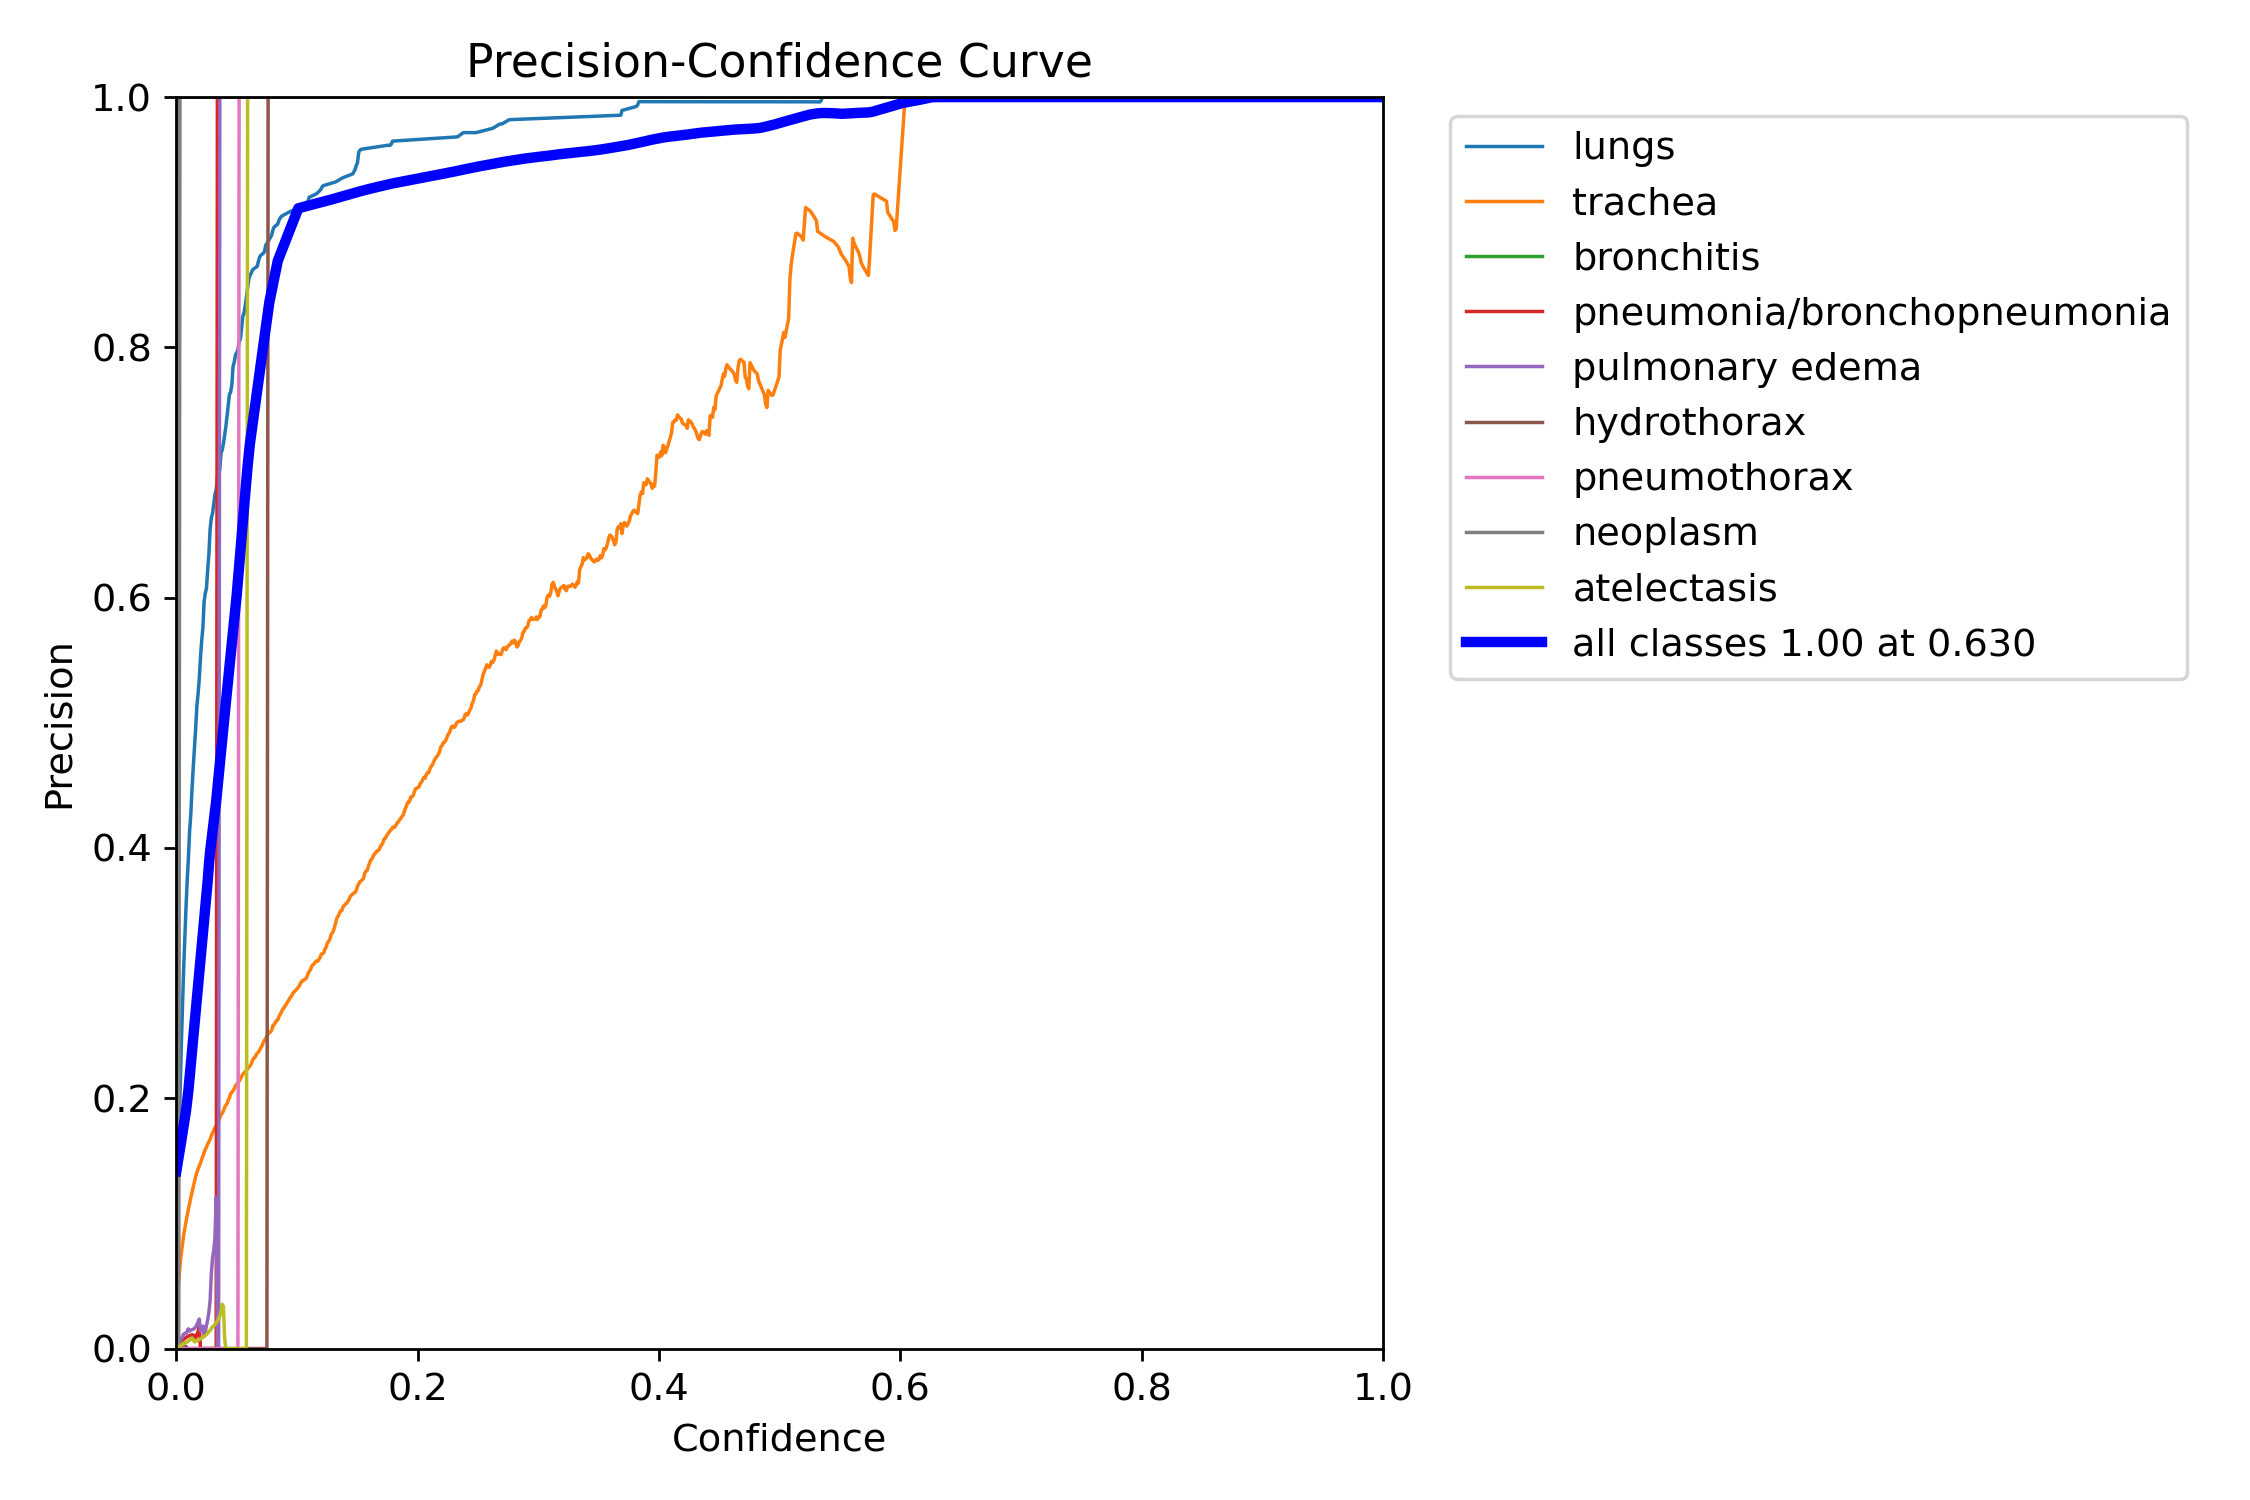 Precision-Confidence Curve
1.0
0.8
0.6
0.4
0.2
0.0
Precision
0.0 0.2 0.4 0.6 0.8 1.0
Confidence
lungs
trachea
bronchitis
pneumonia/bronchopneumonia
pulmonary edema
hydrothorax
pneumothorax
neoplasm
atelectasis
all classes 1.00 at 0.630